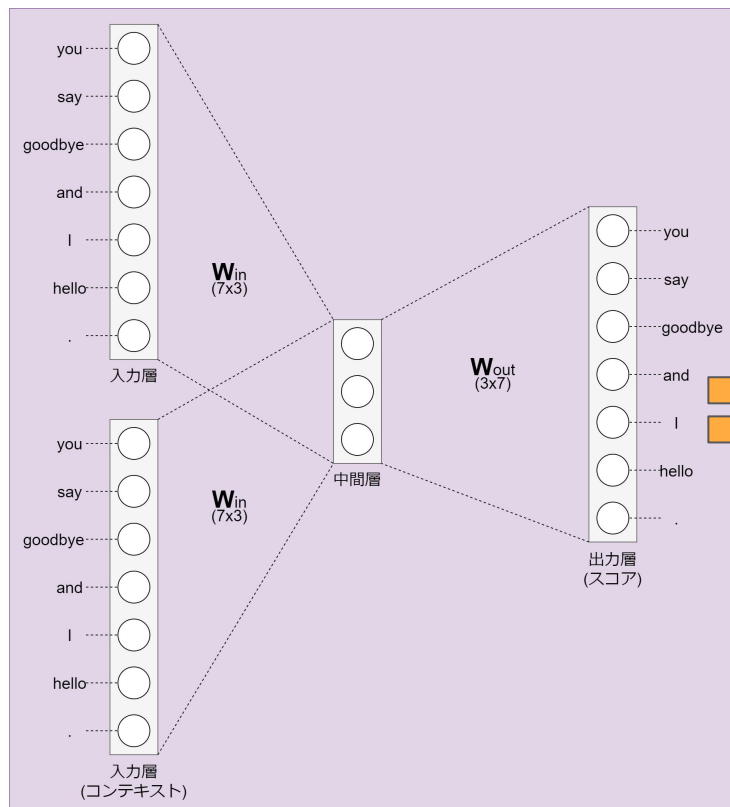 you
say
goodbye
and
I
hello
.
Win
(7x3)
入力層
you
say
goodbye
and
I
hello
.
Win
(7x3)
入力層
(コンテキスト)
中間層
Wout
(3x7)
you
say
goodbye
and
I
hello
.
出力層
(スコア)